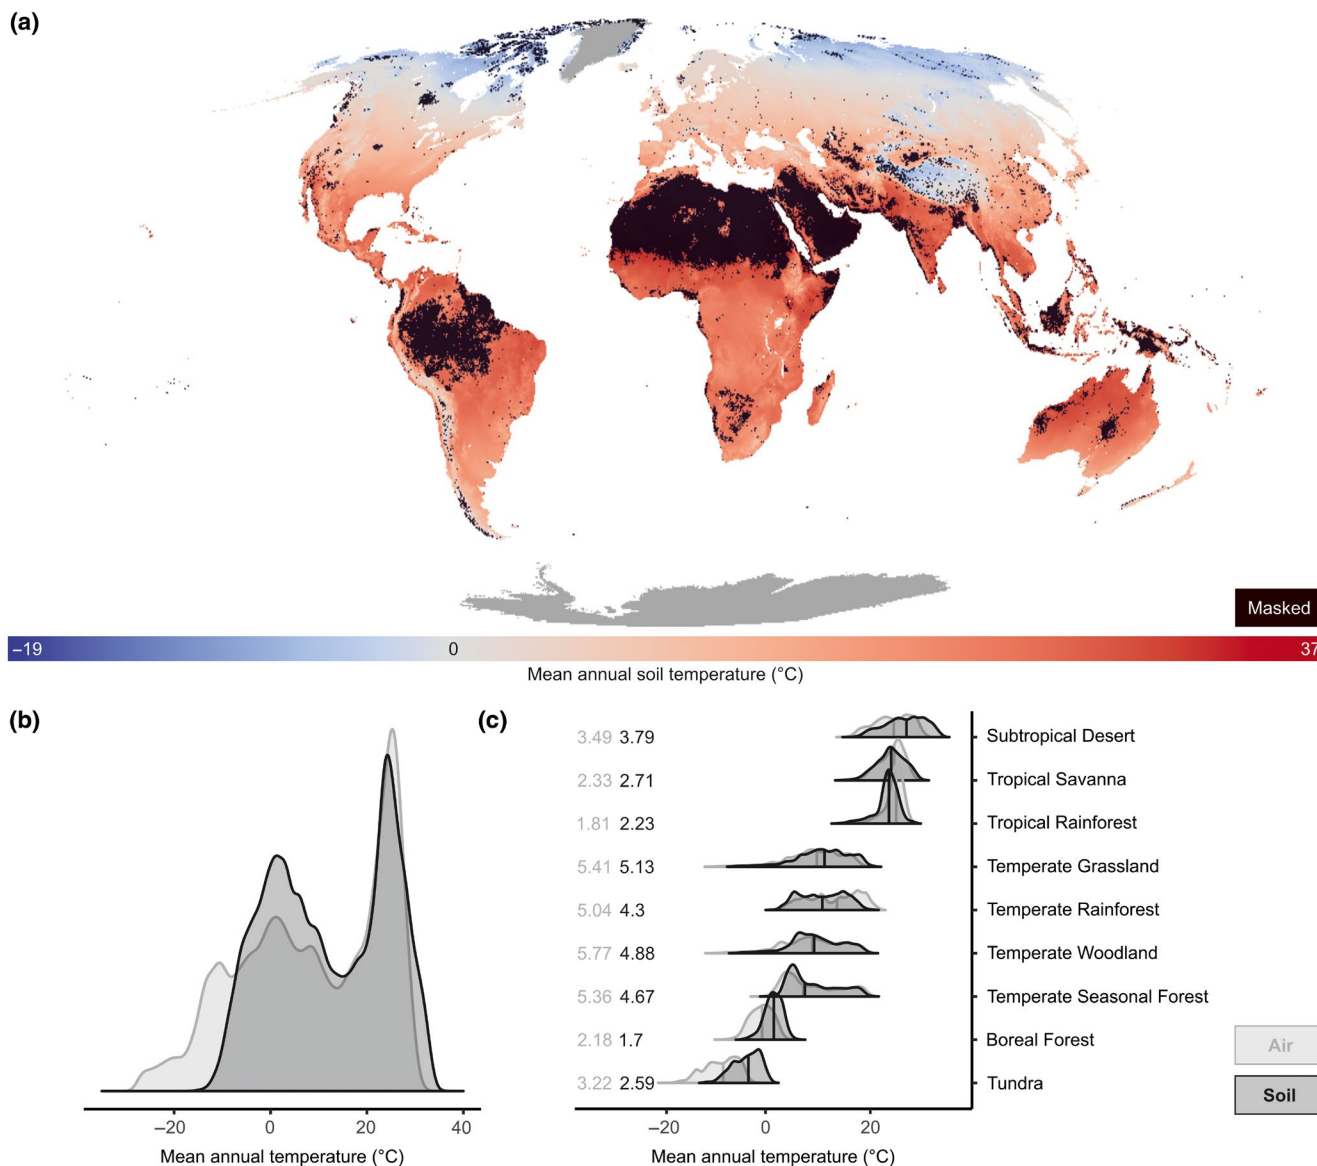 (a)
Masked
−19 0 37
Mean annual soil temperature (°C)
(b)
−20 0 20 40
Mean annual temperature (°C)
(c)
3.49 3.79 Subtropical Desert
2.33 2.71 Tropical Savanna
1.81 2.23 Tropical Rainforest
5.41 5.13 Temperate Grassland
5.04 4.3 Temperate Rainforest
5.77 4.88 Temperate Woodland
5.36 4.67 Temperate Seasonal Forest
2.18 1.7 Boreal Forest
3.22 2.59 Tundra
−20 0 20
Mean annual temperature (°C)
Air
Soil